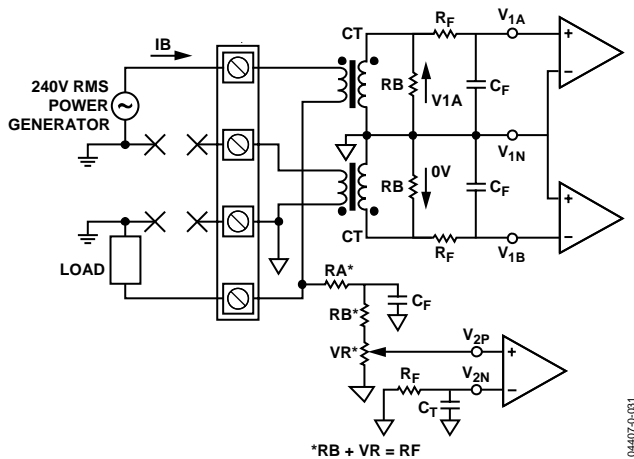 IB
CT
RF
V1A
240V RMS
POWER
GENERATOR
~
RB
V1A
CF
+
–
V1N
RB
0V
CF
+
–
CT
RF
V1B
LOAD
RA*
CF
RB*
VR*
V2P
+
RF
V2N
–
CT
*RB + VR = RF
04407-0-031